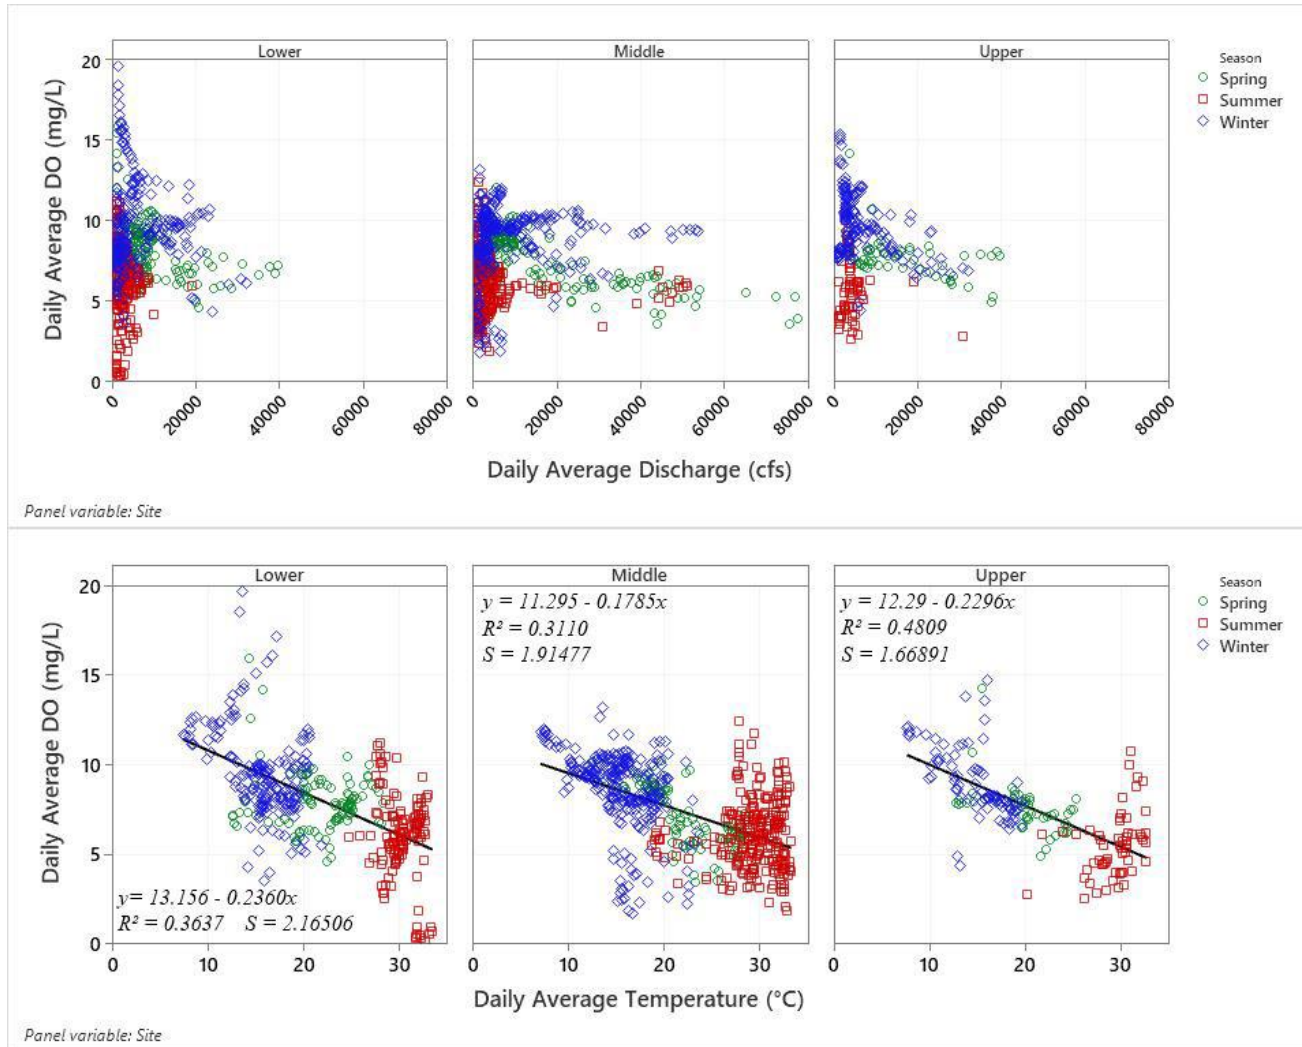 Lower Middle Upper
Season
Spring
Summer
Winter
Daily Average DO (mg/L)
20
15
10
5
0
0 20000 40000 60000 80000 0 20000 40000 60000 80000 0 20000 40000 60000 80000
Daily Average Discharge (cfs)
Panel variable: Site
Lower Middle Upper
Season
Spring
Summer
Winter
Daily Average DO (mg/L)
20
15
10
5
0
y = 11.295 - 0.1785x
R² = 0.3110
S = 1.91477
y = 12.29 - 0.2296x
R² = 0.4809
S = 1.66891
y= 13.156 - 0.2360x
R² = 0.3637 S = 2.16506
0 10 20 30 0 10 20 30 0 10 20 30
Daily Average Temperature (°C)
Panel variable: Site